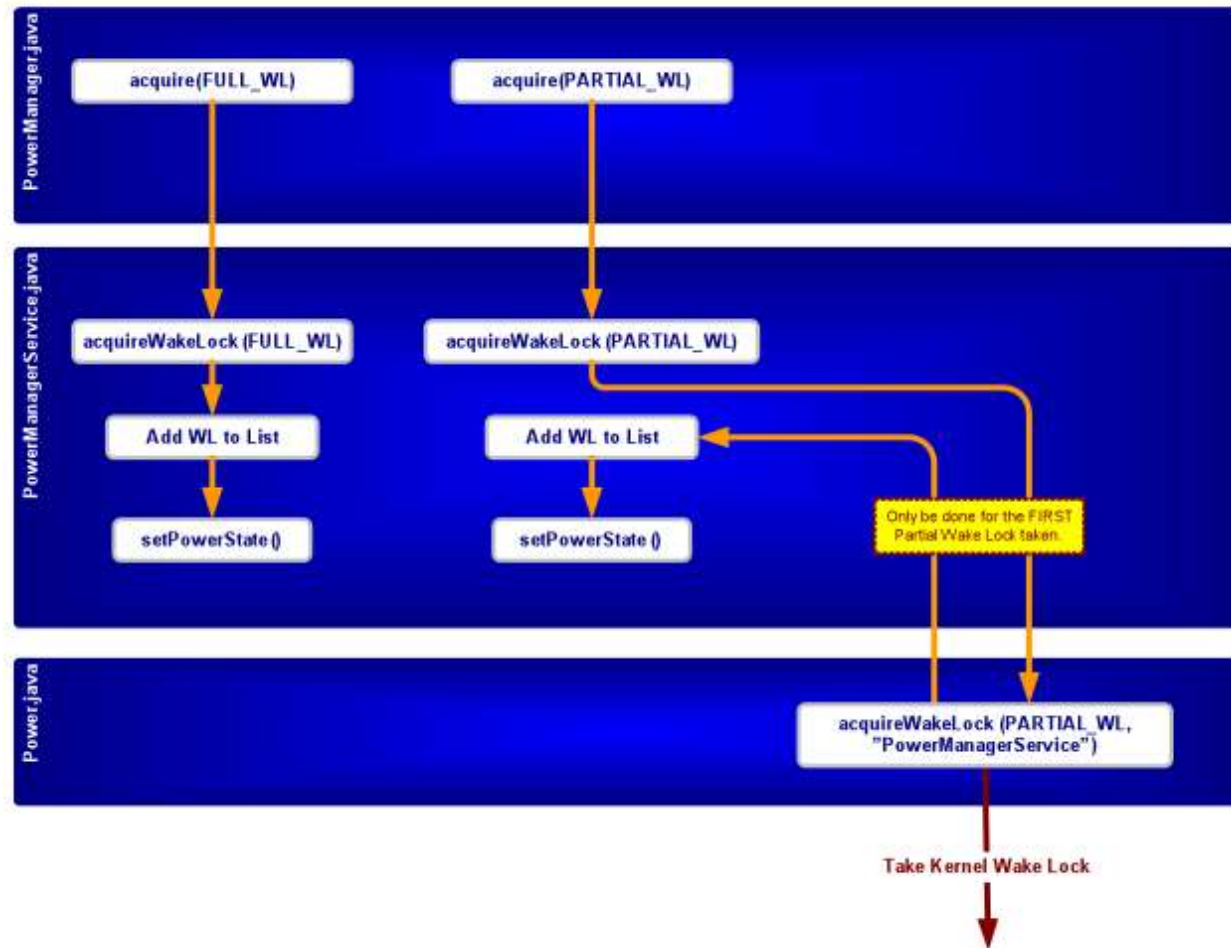 PowerManager.java
acquire(FULL_WL)
acquire(PARTIAL_WL)
PowerManagerService.java
acquireWakeLock (FULL_WL)
acquireWakeLock (PARTIAL_WL)
Add WL to List
Add WL to List
Only be done for the FIRST
Partial Wake Lock taken.
setPowerState ()
setPowerState ()
Power.java
acquireWakeLock (PARTIAL_WL,
"PowerManagerService")
Take Kernel Wake Lock